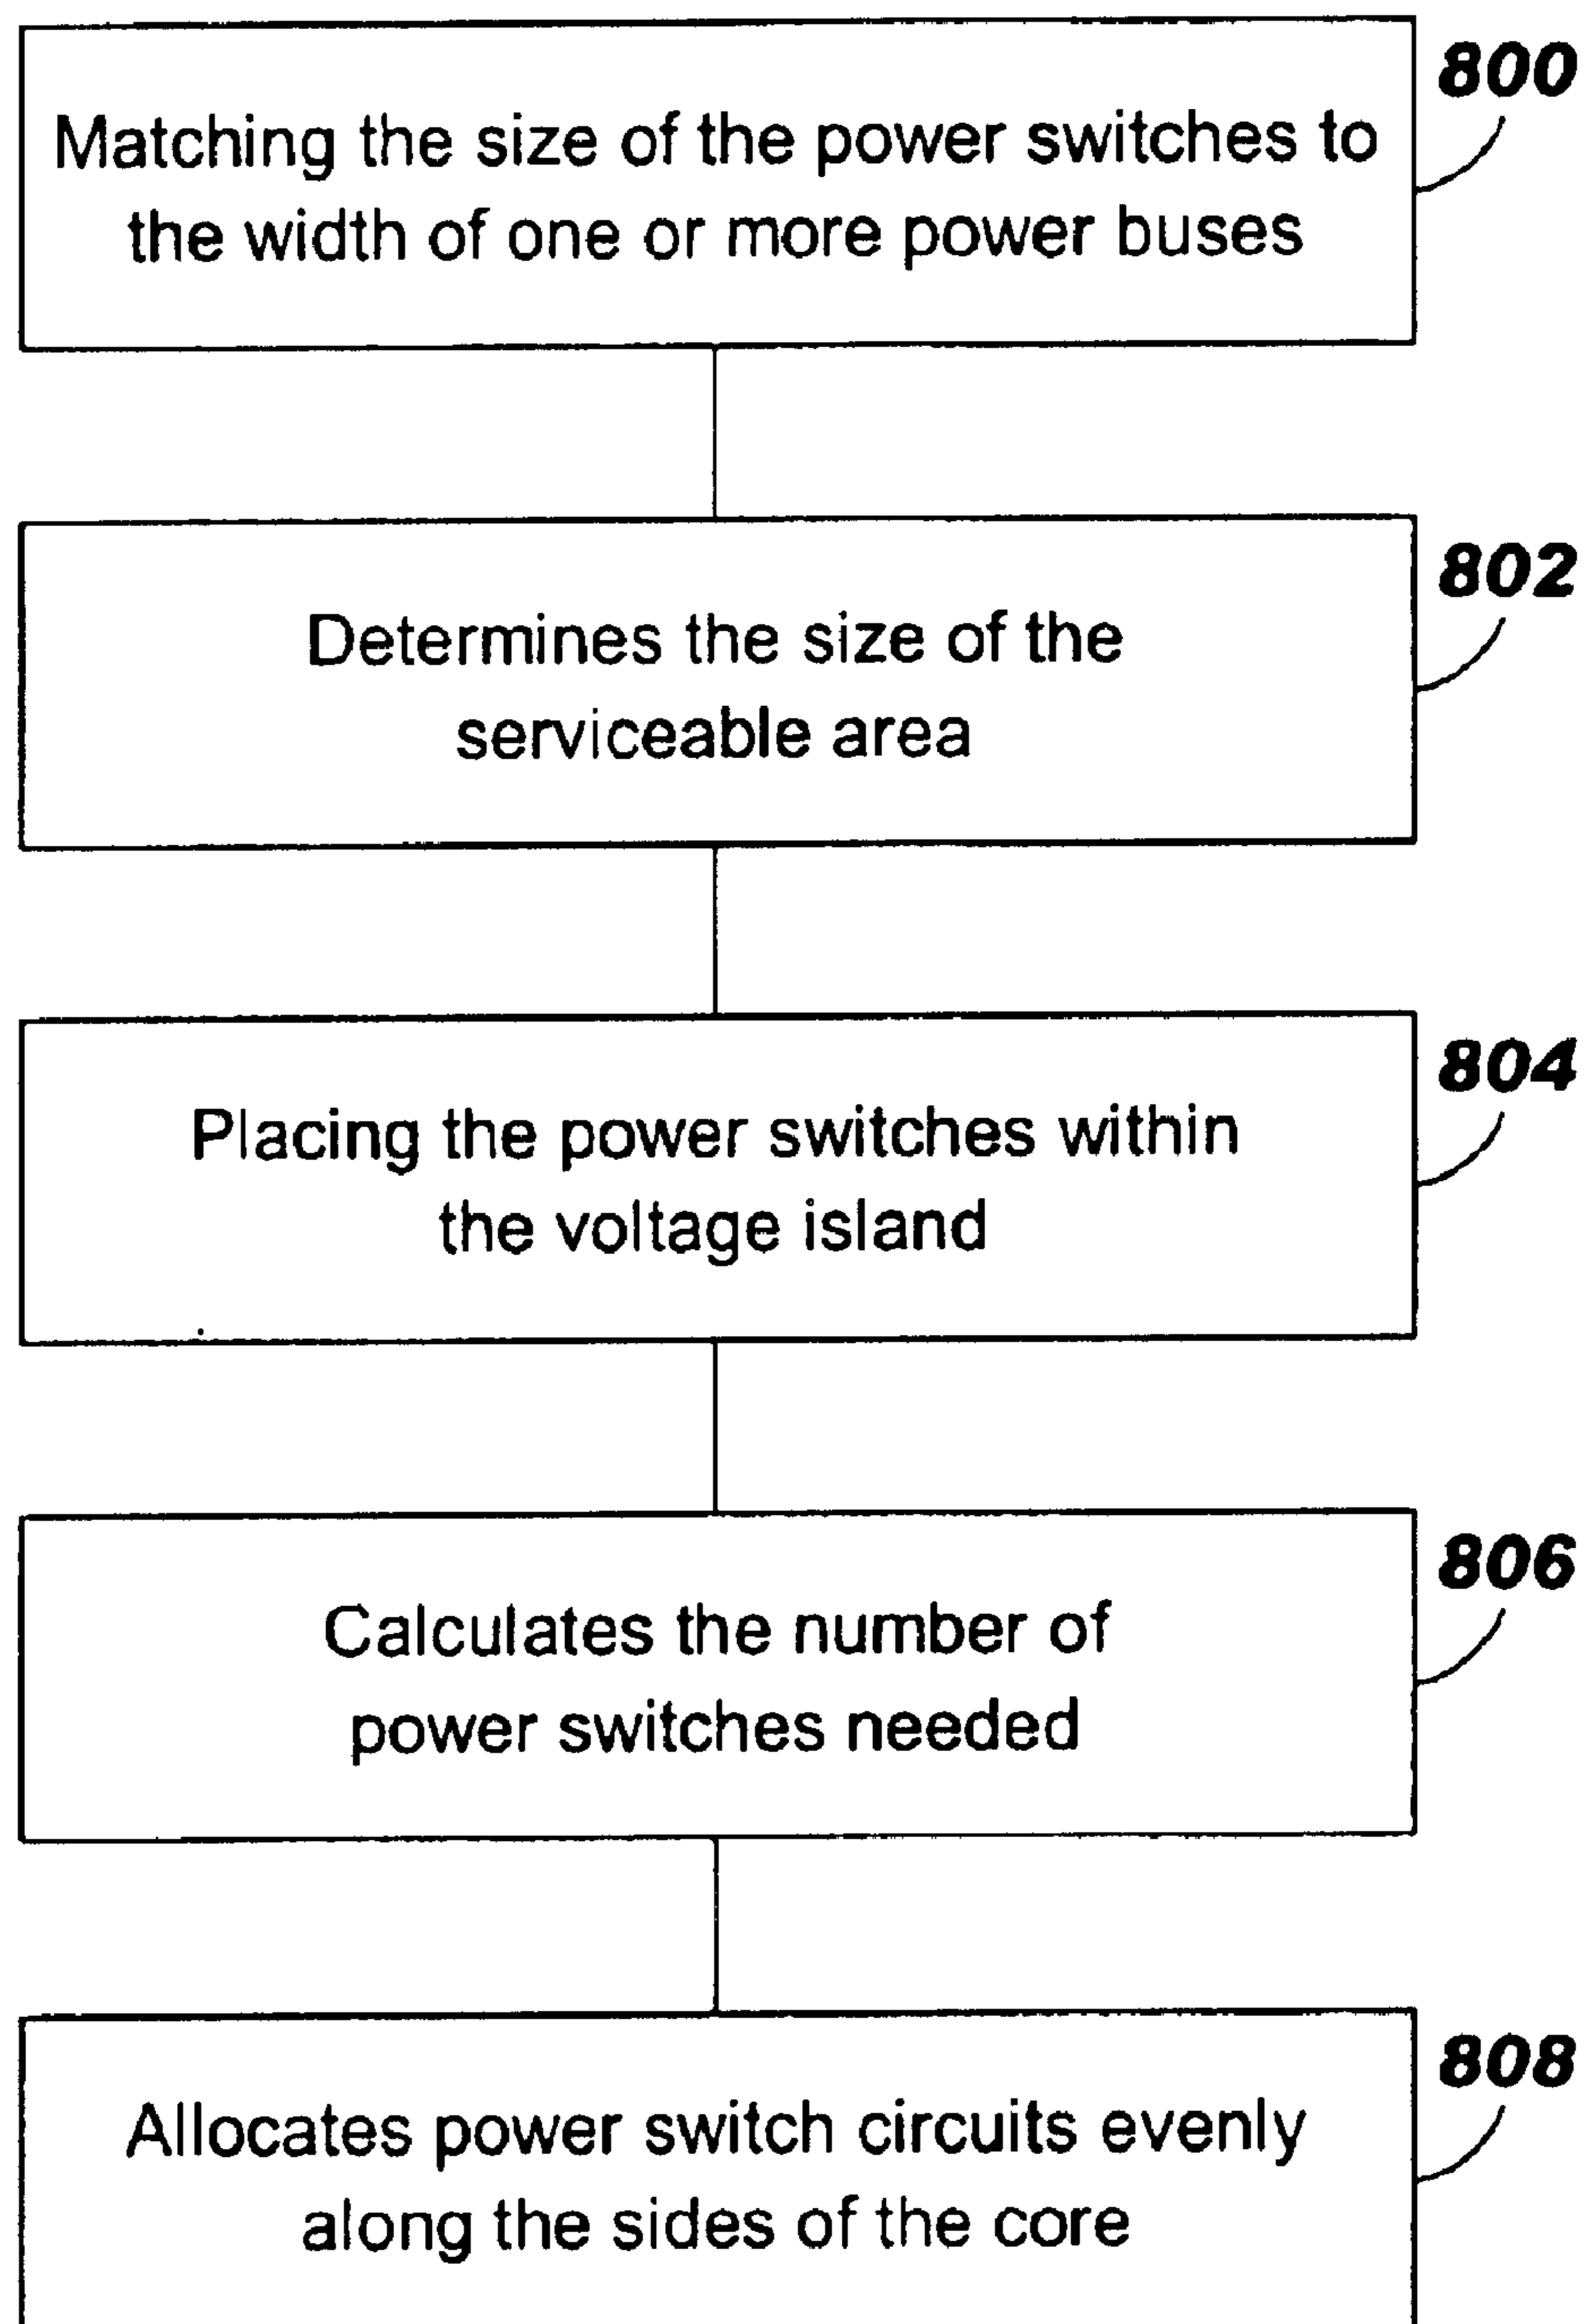 800
Matching the size of the power switches to
the width of one or more power buses
802
Determines the size of the
serviceable area
804
Placing the power switches within
the voltage island
806
Calculates the number of
power switches needed
808
Allocates power switch circuits evenly
along the sides of the core